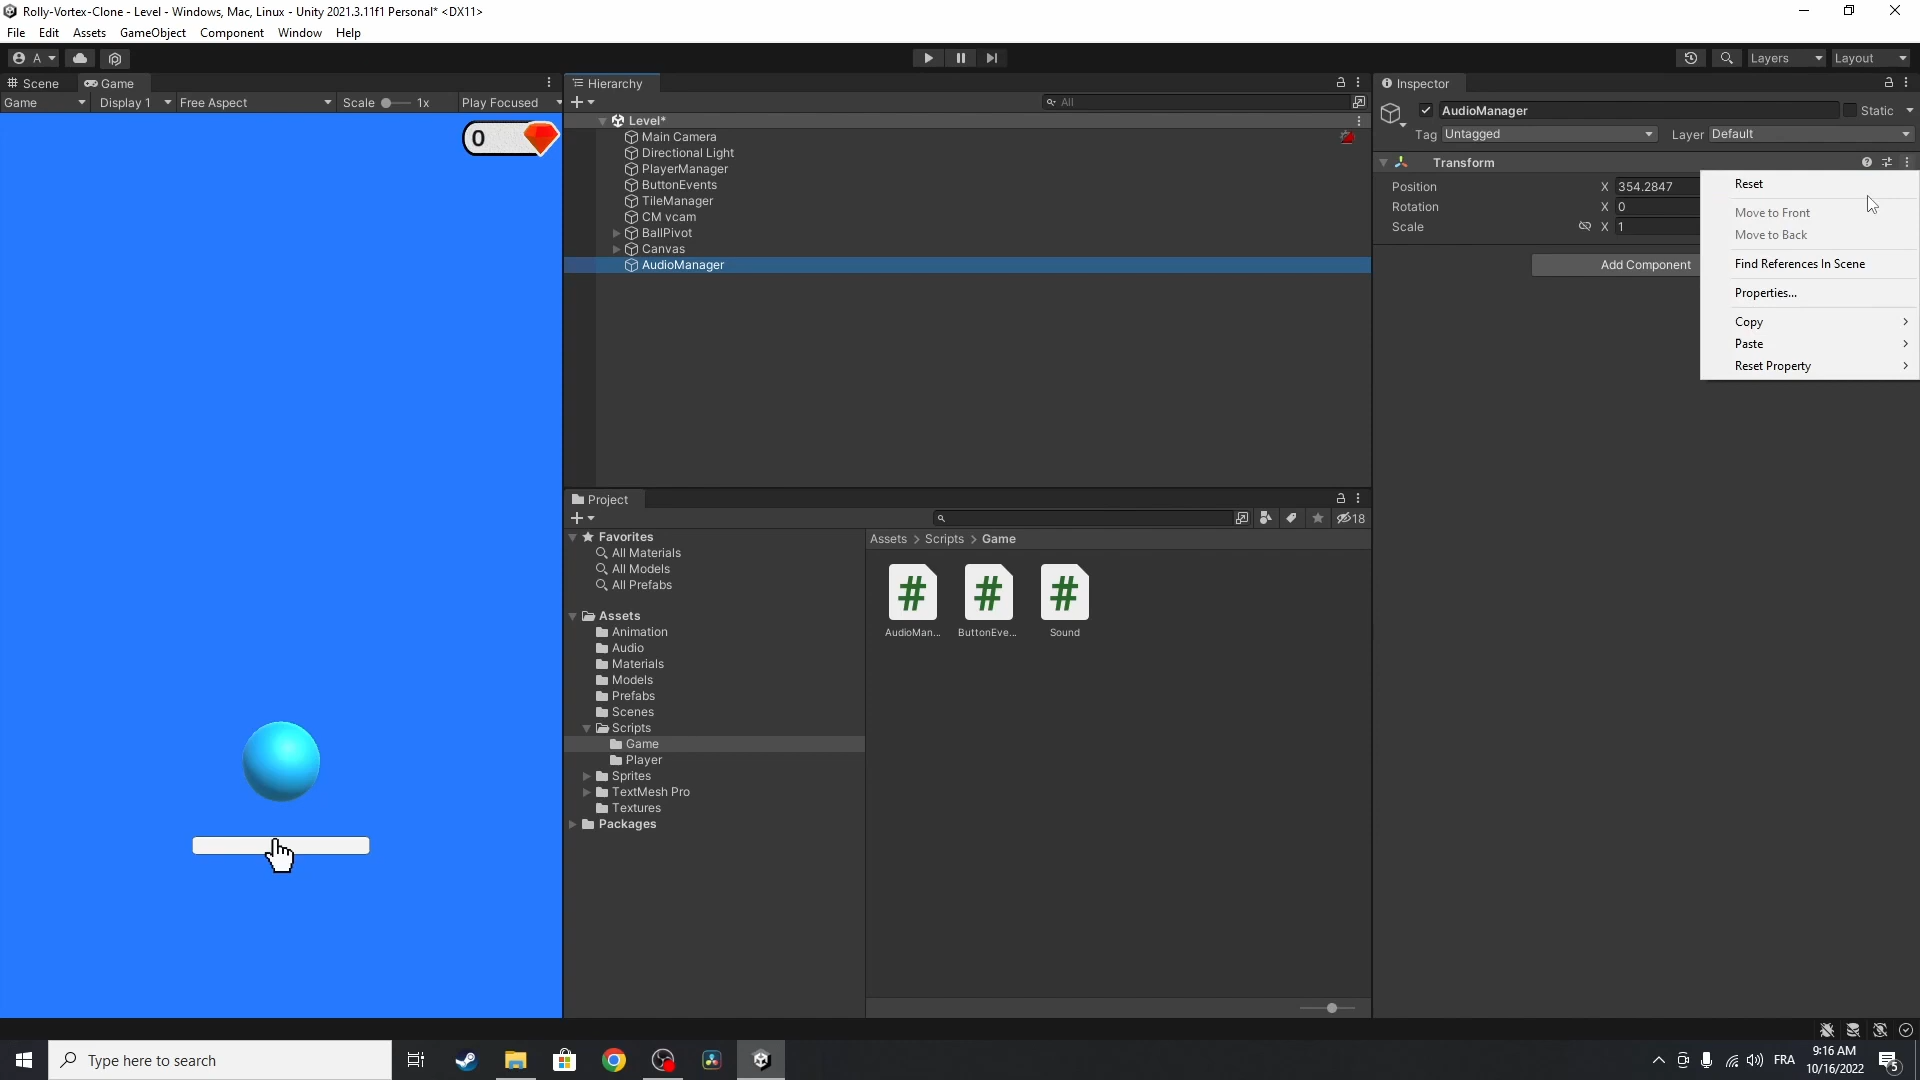 Rolly-Vortex-Clone - Level - Windows, Mac, Linux - Unity 2021.3.11f1 Personal* <DX11>
File Edit Assets GameObject Component Window Help
A
Layers Layout
Scene Game
Game Display 1 Free Aspect Scale 1x Play Focused
0
Hierarchy
All
Level*
Main Camera
Directional Light
PlayerManager
ButtonEvents
TileManager
CM vcam
BallPivot
Canvas
AudioManager
Project
18
Favorites
All Materials
All Models
All Prefabs
Assets
Animation
Audio
Materials
Models
Prefabs
Scenes
Scripts
Game
Player
Sprites
TextMesh Pro
Textures
Packages
Assets > Scripts > Game
# # #
AudioMan... ButtonEve... Sound
Inspector
AudioManager Static
Tag Untagged Layer Default
Transform
Position X 354.2847
Rotation X 0
Scale X 1
Add Component
Reset
Move to Front
Move to Back
Find References In Scene
Properties...
Copy
Paste
Reset Property
Type here to search
FRA
9:16 AM
10/16/2022
5